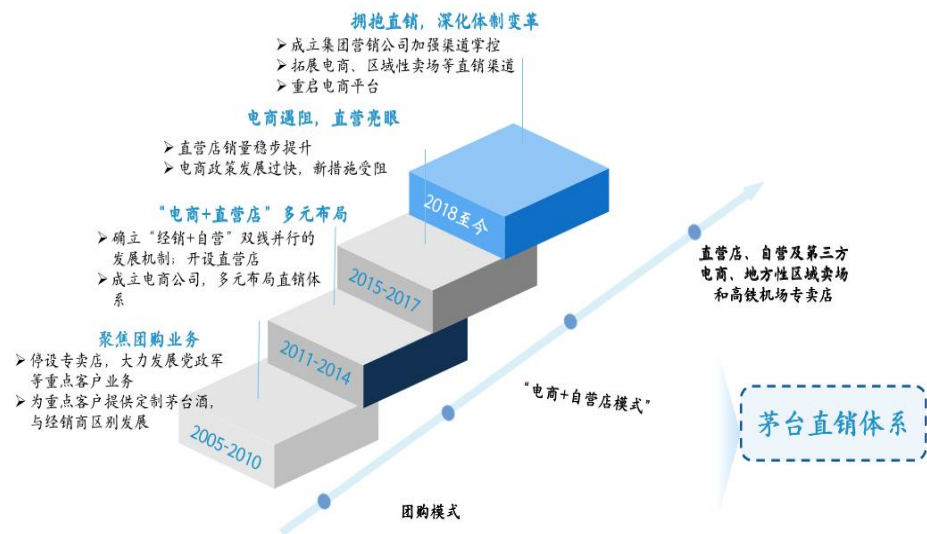 拥抱直销，深化体制变革
➢成立集团营销公司加强渠道掌控
➢拓展电商、区域性卖场等直销渠道
➢重启电商平台
电商遇阻，直营亮眼
➢直营店销量稳步提升
➢电商政策发展过快，新措施受阻
“电商+直营店”多元布局
➢确立“经销+自营”双线并行的
发展机制；开设直营店
➢成立电商公司，多元布局直销体
系
聚焦团购业务
➢停设专卖店，大力发展党政军
等重点客户业务
➢为重点客户提供定制茅台酒，
与经销商区别发展
2018至今
2015-2017
2011-2014
2005-2010
直营店、自营及第三方
电商、地方性区域卖场
和高铁机场专卖店
“电商+自营店模式”
团购模式
茅台直销体系